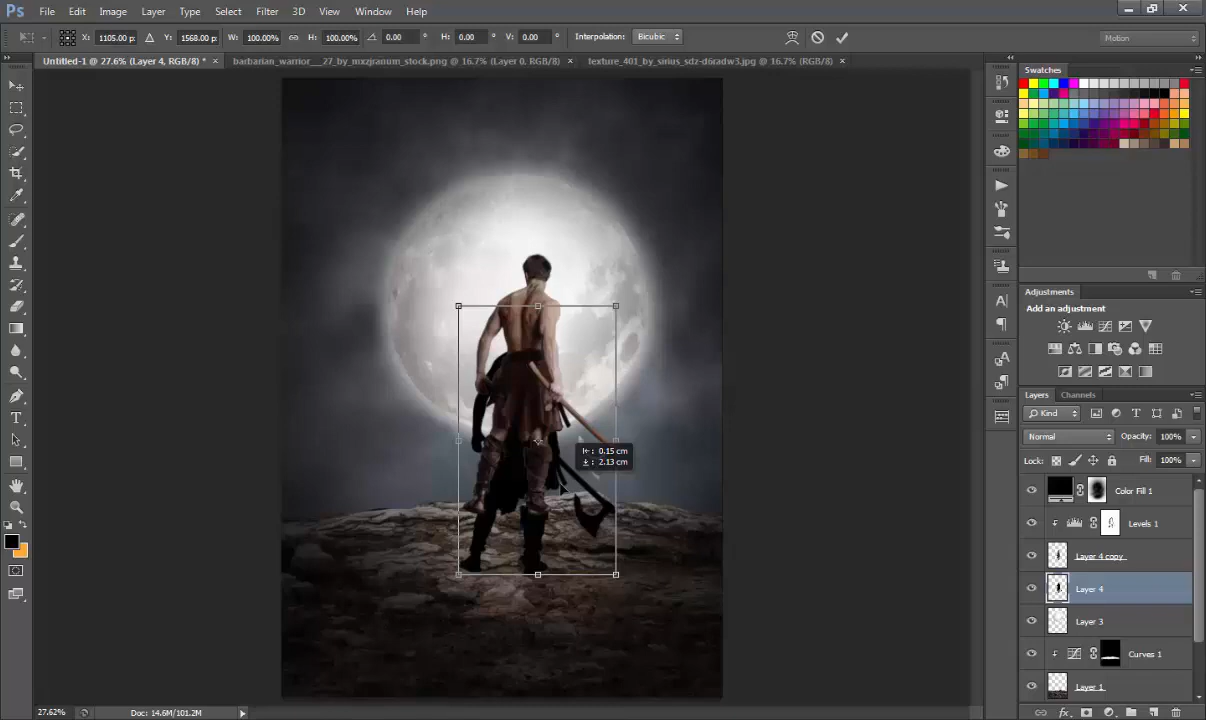 Ps File Edit Image Layer Type Select Filter 3D View Window Help
X: 1105.00 p: Y: 1568.00 p: W: 100.00% H: 100.00% 0.00 ° H: 0.00 ° V: 0.00 ° Interpolation: Bicubic Motion
Untitled-1 @ 27.6% (Layer 4, RGB/8) * × barbarian_warrior___27_by_mxzjranum_stock.png @ 16.7% (Layer 0, RGB/8) × texture_401_by_sirius_sdz-d6radw3.jpg @ 16.7% (RGB/8) ×
Swatches
Adjustments
Add an adjustment
Layers Channels
Kind
Normal Opacity: 100%
Lock: Fill: 100%
0.15 cm
2.13 cm
Color Fill 1
Levels 1
Layer 4 copy
Layer 4
Layer 3
Curves 1
Layer 1
27.62% Doc: 14.6M/101.2M